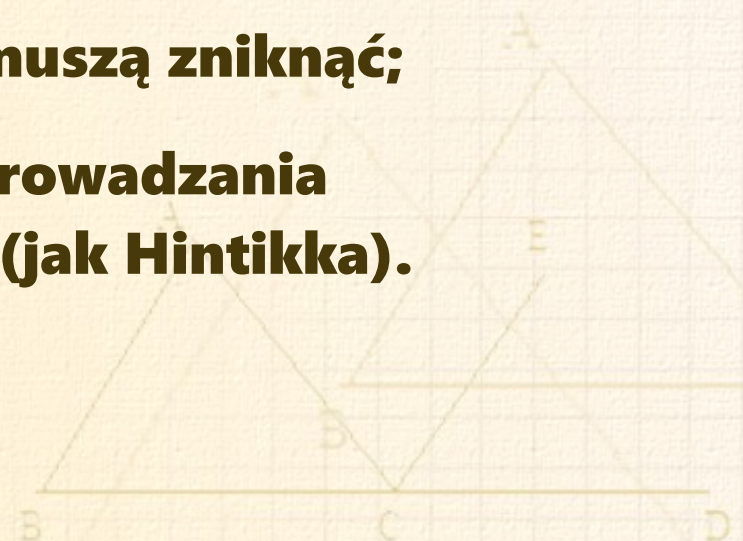 muszą zniknąć;
rowadzania
(jak Hintikka).
A
A
E
B
B
C
D